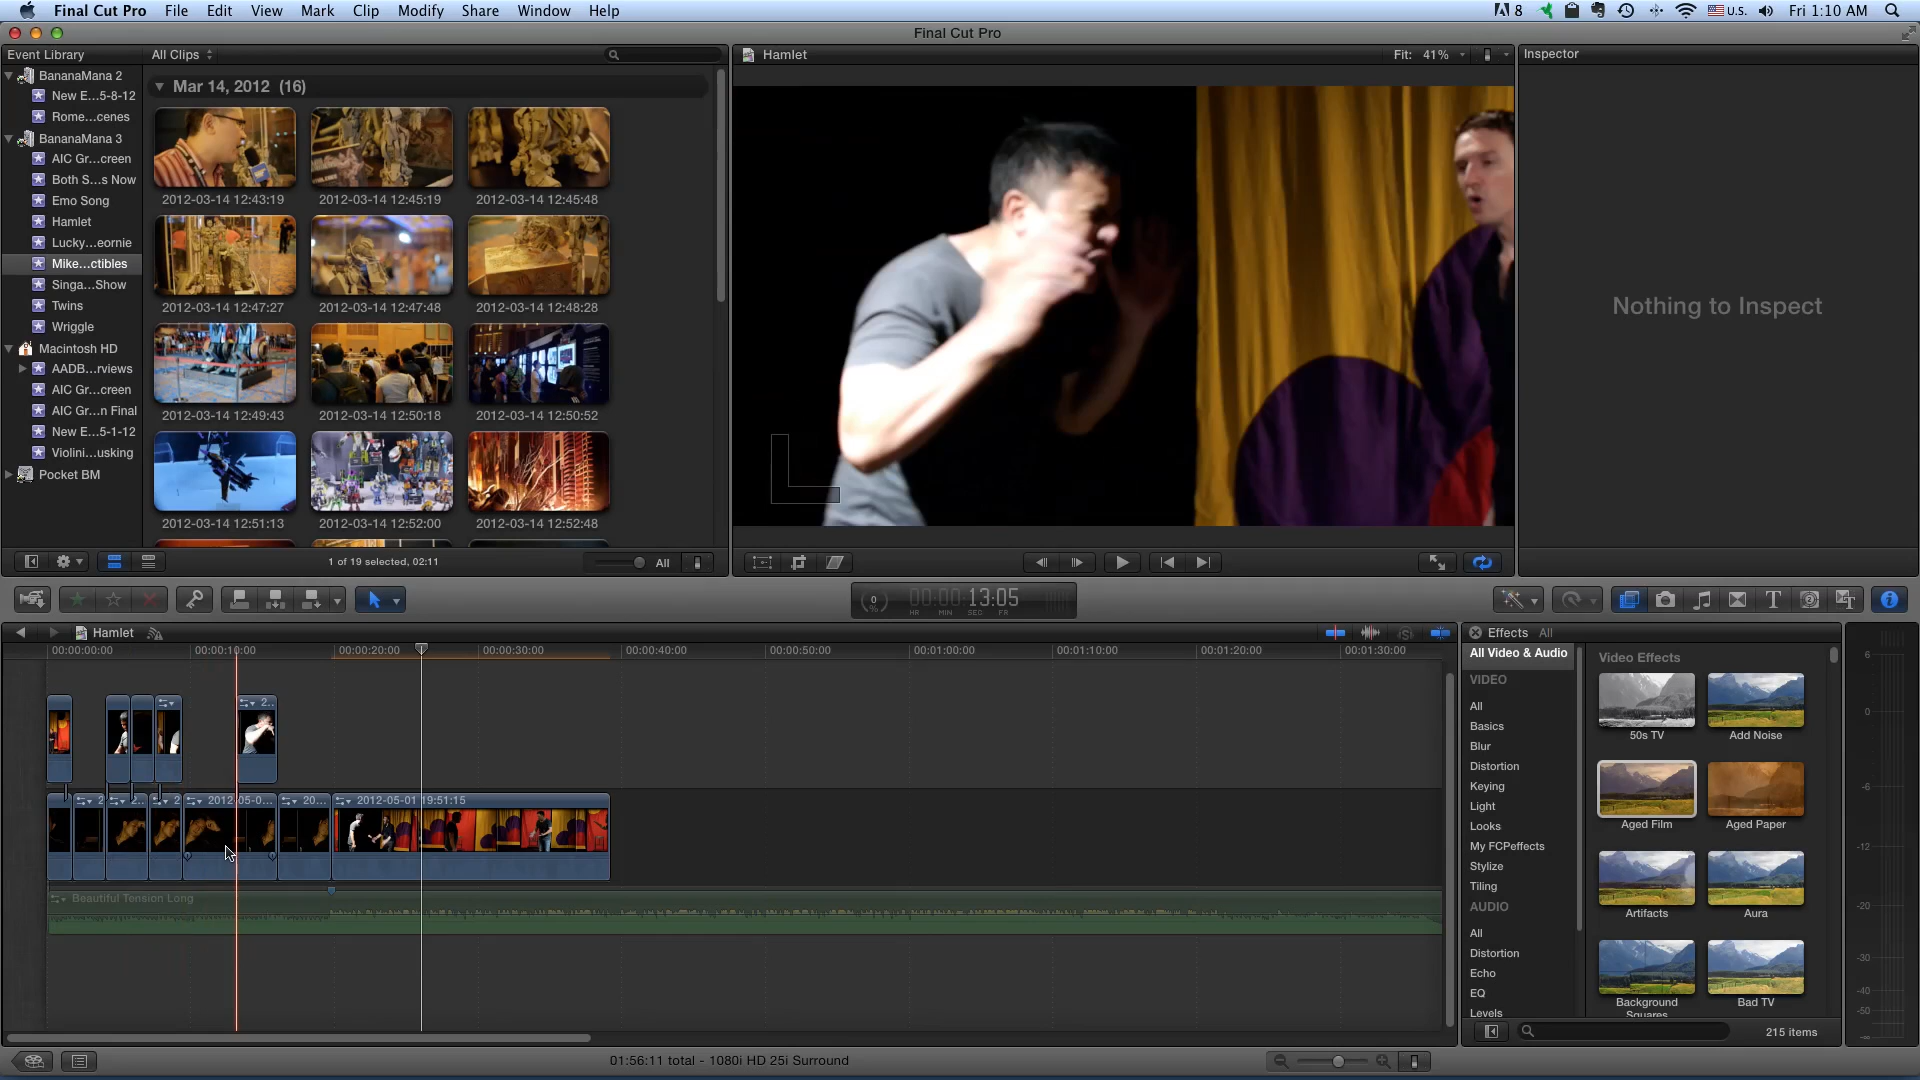 Final Cut Pro File Edit View Mark Clip Modify Share Window Help 8 U.S. Fri 1:10 AM
Final Cut Pro
Event Library All Clips Hamlet Fit: 41% Inspector
BananaMana 2
New E...5-8-12
Rome...cenes
BananaMana 3
AIC Gr...creen
Both S...s Now
Emo Song
Hamlet
Lucky...eornie
Mike...ctibles
Singa...Show
Twins
Wriggle
Macintosh HD
AADB...rviews
AIC Gr...creen
AIC Gr...n Final
New E...5-1-12
Violini...usking
Pocket BM
Mar 14, 2012 (16)
2012-03-14 12:43:19 2012-03-14 12:45:19 2012-03-14 12:45:48
2012-03-14 12:47:27 2012-03-14 12:47:48 2012-03-14 12:48:28
2012-03-14 12:49:43 2012-03-14 12:50:18 2012-03-14 12:50:52
2012-03-14 12:51:13 2012-03-14 12:52:00 2012-03-14 12:52:48
1 of 19 selected, 02:11 All
Nothing to Inspect
0 % 00:00:13:05
HR MIN SEC FR
Hamlet
00:00:00:00 00:00:10:00 00:00:20:00 00:00:30:00 00:00:40:00 00:00:50:00 00:01:00:00 00:01:10:00 00:01:20:00 00:01:30:00
2..
2 2... 2 2012-05-0... 20... 2012-05-01 19:51:15
Beautiful Tension Long
01:56:11 total - 1080i HD 25i Surround
Effects All
All Video & Audio
VIDEO
All
Basics
Blur
Distortion
Keying
Light
Looks
My FCPeffects
Stylize
Tiling
AUDIO
All
Distortion
Echo
EQ
Levels
Video Effects
50s TV Add Noise
Aged Film Aged Paper
Artifacts Aura
Background Squares Bad TV
215 items
6
0
-6
-12
-20
-30
-40
-50